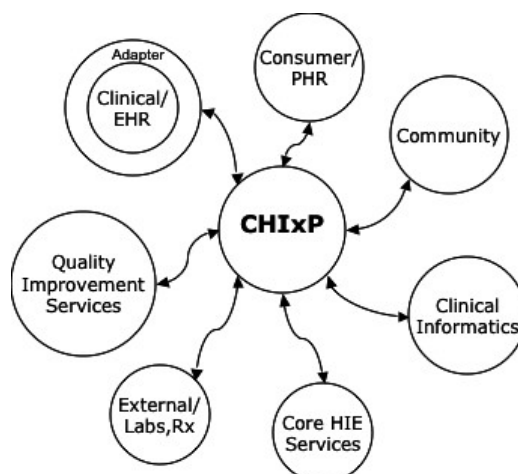 Adapter
Clinical/
EHR
Consumer/
PHR
Community
CHIxP
Quality
Improvement
Services
Clinical
Informatics
External/
Labs,Rx
Core HIE
Services